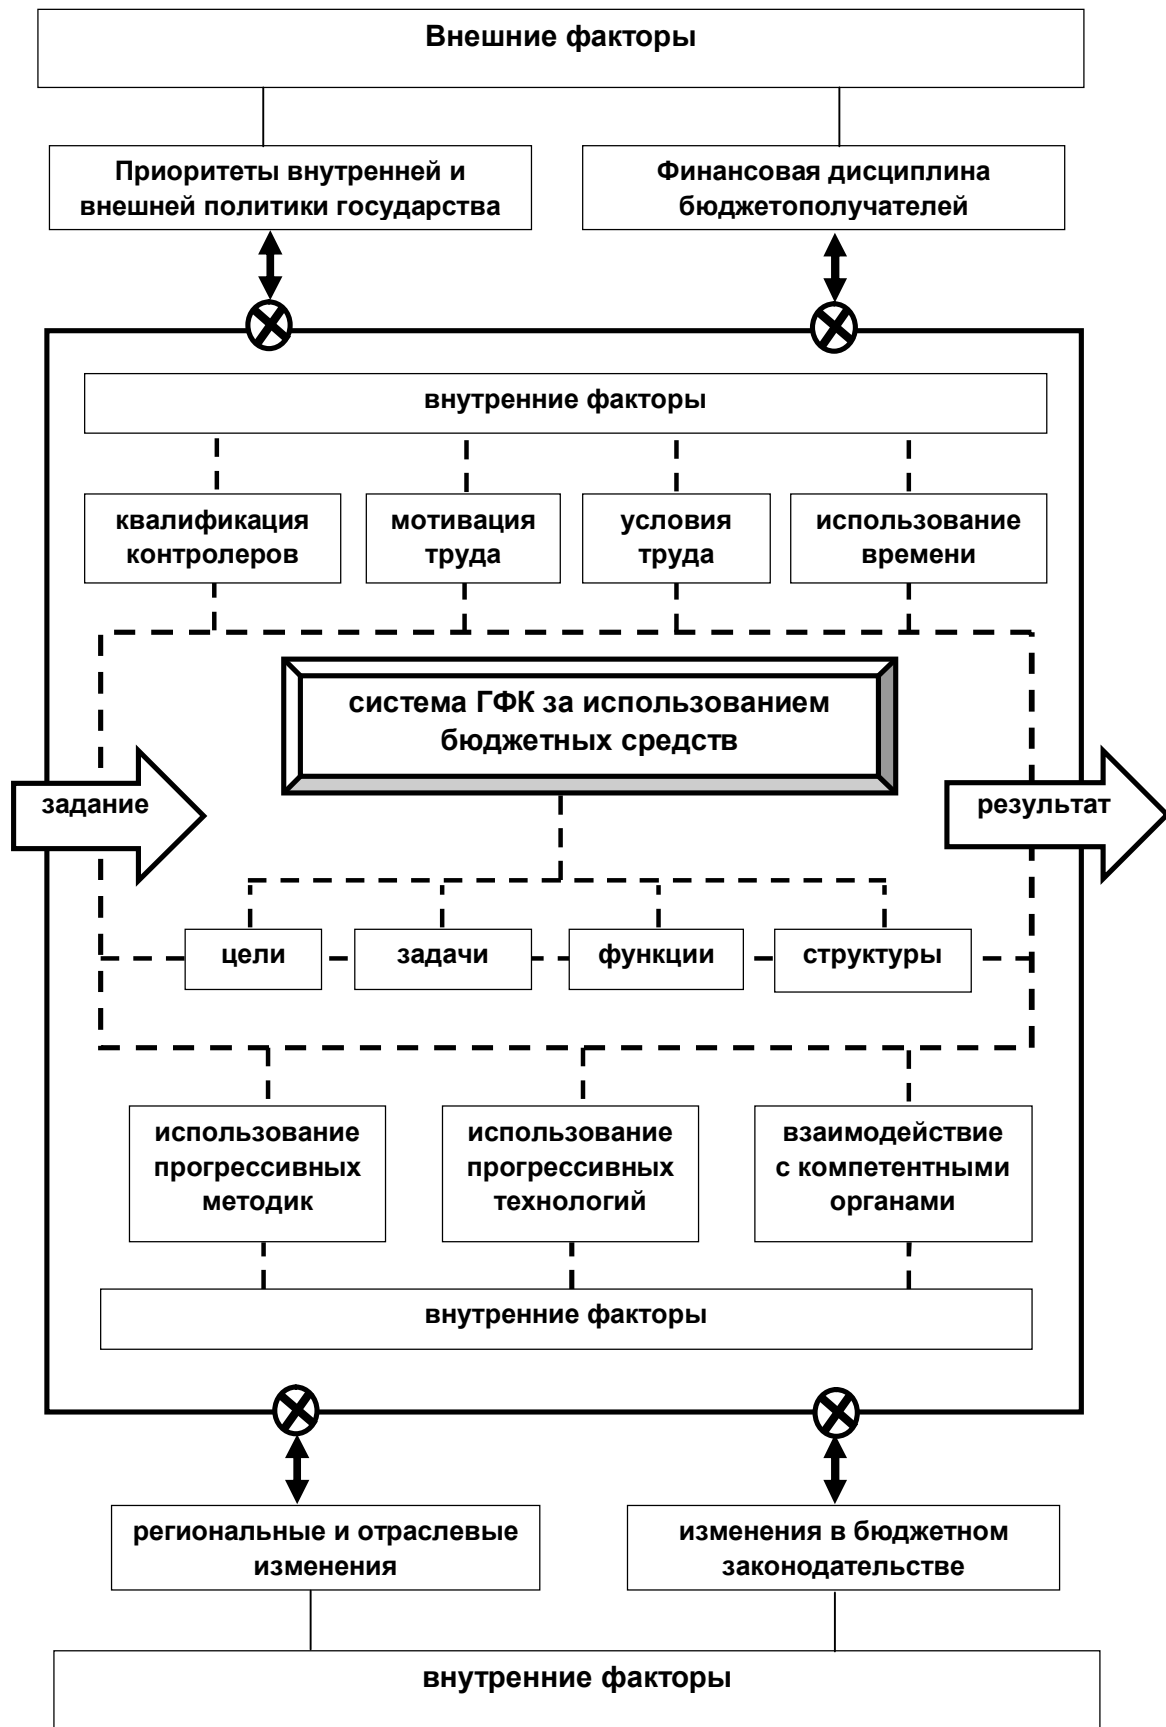 Внешние факторы
Приоритеты внутренней и
внешней политики государства
Финансовая дисциплина
бюджетополучателей
внутренние факторы
квалификация
контролеров
мотивация
труда
условия
труда
использование
времени
система ГФК за использованием
бюджетных средств
задание
результат
цели
задачи
функции
структуры
использование
прогрессивных
методик
использование
прогрессивных
технологий
взаимодействие
с компетентными
органами
внутренние факторы
региональные и отраслевые
изменения
изменения в бюджетном
законодательстве
внутренние факторы